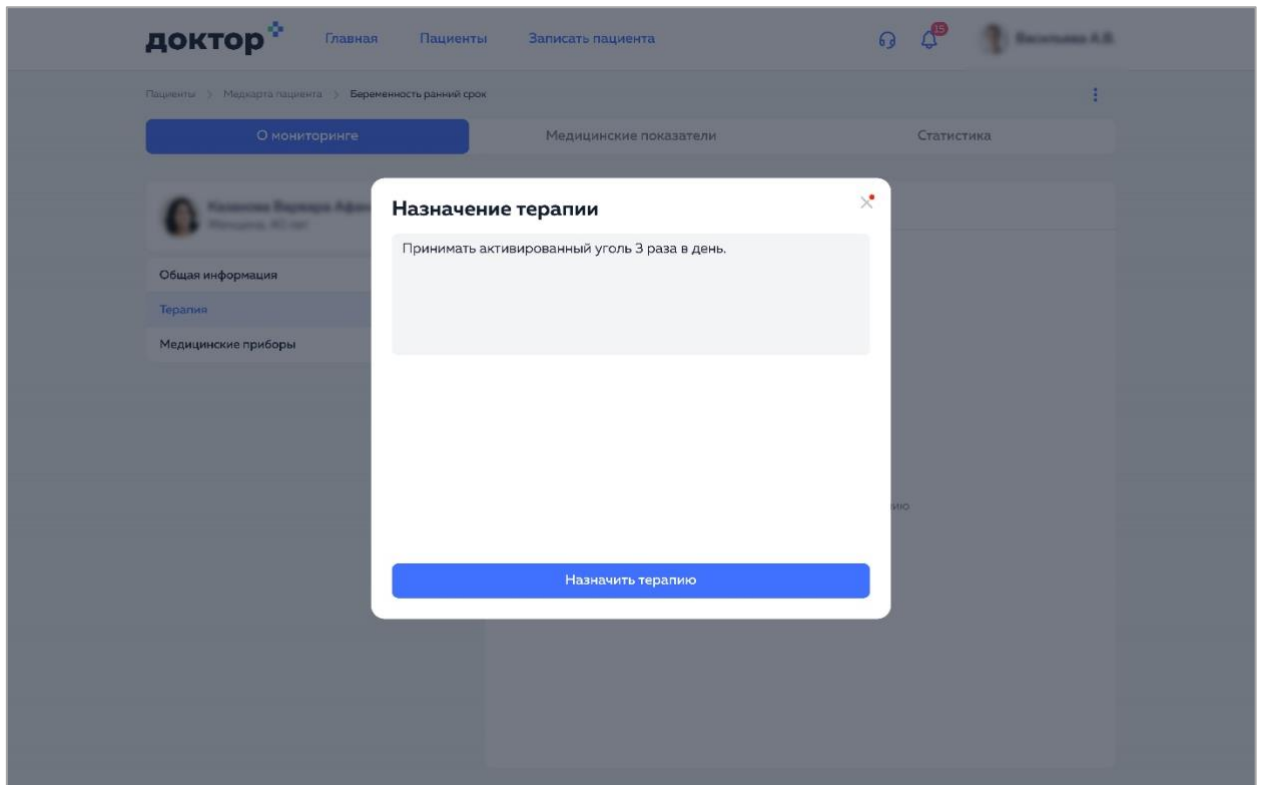 доктор
Главная
Пациенты
Записать пациента
15
Пациенты > Медкарта пациента > Беременность ранний срок
О мониторинге
Медицинские показатели
Статистика
Назначение терапии
Принимать активированный уголь 3 раза в день.
Общая информация
Терапия
Медицинские приборы
Назначить терапию